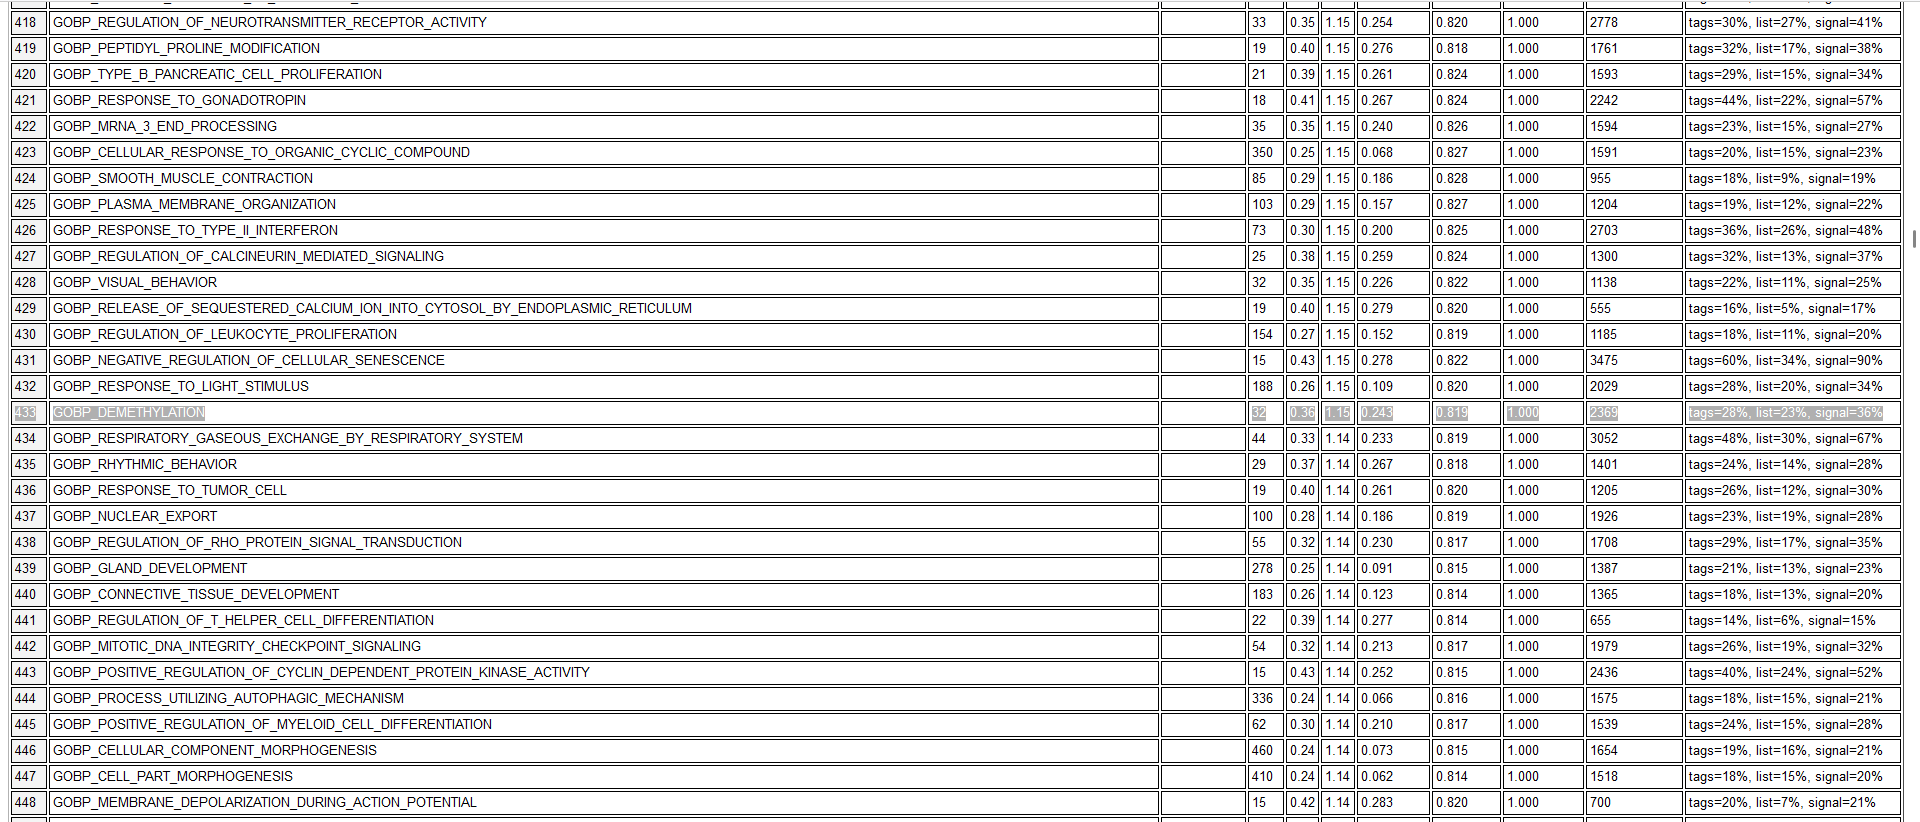 418 GOBP_REGULATION_OF_NEUROTRANSMITTER_RECEPTOR_ACTIVITY 33 0.35 1.15 0.254 0.820 1.000 2778 tags=30%, list=27%, signal=41%
419 GOBP_PEPTIDYL_PROLINE_MODIFICATION 19 0.40 1.15 0.276 0.818 1.000 1761 tags=32%, list=17%, signal=38%
420 GOBP_TYPE_B_PANCREATIC_CELL_PROLIFERATION 21 0.39 1.15 0.261 0.824 1.000 1593 tags=29%, list=15%, signal=34%
421 GOBP_RESPONSE_TO_GONADOTROPIN 18 0.41 1.15 0.267 0.824 1.000 2242 tags=44%, list=22%, signal=57%
422 GOBP_MRNA_3_END_PROCESSING 35 0.35 1.15 0.240 0.826 1.000 1594 tags=23%, list=15%, signal=27%
423 GOBP_CELLULAR_RESPONSE_TO_ORGANIC_CYCLIC_COMPOUND 350 0.25 1.15 0.068 0.827 1.000 1591 tags=20%, list=15%, signal=23%
424 GOBP_SMOOTH_MUSCLE_CONTRACTION 85 0.29 1.15 0.186 0.828 1.000 955 tags=18%, list=9%, signal=19%
425 GOBP_PLASMA_MEMBRANE_ORGANIZATION 103 0.29 1.15 0.157 0.827 1.000 1204 tags=19%, list=12%, signal=22%
426 GOBP_RESPONSE_TO_TYPE_II_INTERFERON 73 0.30 1.15 0.200 0.825 1.000 2703 tags=36%, list=26%, signal=48%
427 GOBP_REGULATION_OF_CALCINEURIN_MEDIATED_SIGNALING 25 0.38 1.15 0.259 0.824 1.000 1300 tags=32%, list=13%, signal=37%
428 GOBP_VISUAL_BEHAVIOR 32 0.35 1.15 0.226 0.822 1.000 1138 tags=22%, list=11%, signal=25%
429 GOBP_RELEASE_OF_SEQUESTERED_CALCIUM_ION_INTO_CYTOSOL_BY_ENDOPLASMIC_RETICULUM 19 0.40 1.15 0.279 0.820 1.000 555 tags=16%, list=5%, signal=17%
430 GOBP_REGULATION_OF_LEUKOCYTE_PROLIFERATION 154 0.27 1.15 0.152 0.819 1.000 1185 tags=18%, list=11%, signal=20%
431 GOBP_NEGATIVE_REGULATION_OF_CELLULAR_SENESCENCE 15 0.43 1.15 0.278 0.822 1.000 3475 tags=60%, list=34%, signal=90%
432 GOBP_RESPONSE_TO_LIGHT_STIMULUS 188 0.26 1.15 0.109 0.820 1.000 2029 tags=28%, list=20%, signal=34%
433 GOBP_DEMETHYLATION 32 0.36 1.15 0.243 0.819 1.000 2369 tags=28%, list=23%, signal=36%
434 GOBP_RESPIRATORY_GASEOUS_EXCHANGE_BY_RESPIRATORY_SYSTEM 44 0.33 1.14 0.233 0.819 1.000 3052 tags=48%, list=30%, signal=67%
435 GOBP_RHYTHMIC_BEHAVIOR 29 0.37 1.14 0.267 0.818 1.000 1401 tags=24%, list=14%, signal=28%
436 GOBP_RESPONSE_TO_TUMOR_CELL 19 0.40 1.14 0.261 0.820 1.000 1205 tags=26%, list=12%, signal=30%
437 GOBP_NUCLEAR_EXPORT 100 0.28 1.14 0.186 0.819 1.000 1926 tags=23%, list=19%, signal=28%
438 GOBP_REGULATION_OF_RHO_PROTEIN_SIGNAL_TRANSDUCTION 55 0.32 1.14 0.230 0.817 1.000 1708 tags=29%, list=17%, signal=35%
439 GOBP_GLAND_DEVELOPMENT 278 0.25 1.14 0.091 0.815 1.000 1387 tags=21%, list=13%, signal=23%
440 GOBP_CONNECTIVE_TISSUE_DEVELOPMENT 183 0.26 1.14 0.123 0.814 1.000 1365 tags=18%, list=13%, signal=20%
441 GOBP_REGULATION_OF_T_HELPER_CELL_DIFFERENTIATION 22 0.39 1.14 0.277 0.814 1.000 655 tags=14%, list=6%, signal=15%
442 GOBP_MITOTIC_DNA_INTEGRITY_CHECKPOINT_SIGNALING 54 0.32 1.14 0.213 0.817 1.000 1979 tags=26%, list=19%, signal=32%
443 GOBP_POSITIVE_REGULATION_OF_CYCLIN_DEPENDENT_PROTEIN_KINASE_ACTIVITY 15 0.43 1.14 0.252 0.815 1.000 2436 tags=40%, list=24%, signal=52%
444 GOBP_PROCESS_UTILIZING_AUTOPHAGIC_MECHANISM 336 0.24 1.14 0.066 0.816 1.000 1575 tags=18%, list=15%, signal=21%
445 GOBP_POSITIVE_REGULATION_OF_MYELOID_CELL_DIFFERENTIATION 62 0.30 1.14 0.210 0.817 1.000 1539 tags=24%, list=15%, signal=28%
446 GOBP_CELLULAR_COMPONENT_MORPHOGENESIS 460 0.24 1.14 0.073 0.815 1.000 1654 tags=19%, list=16%, signal=21%
447 GOBP_CELL_PART_MORPHOGENESIS 410 0.24 1.14 0.062 0.814 1.000 1518 tags=18%, list=15%, signal=20%
448 GOBP_MEMBRANE_DEPOLARIZATION_DURING_ACTION_POTENTIAL 15 0.42 1.14 0.283 0.820 1.000 700 tags=20%, list=7%, signal=21%